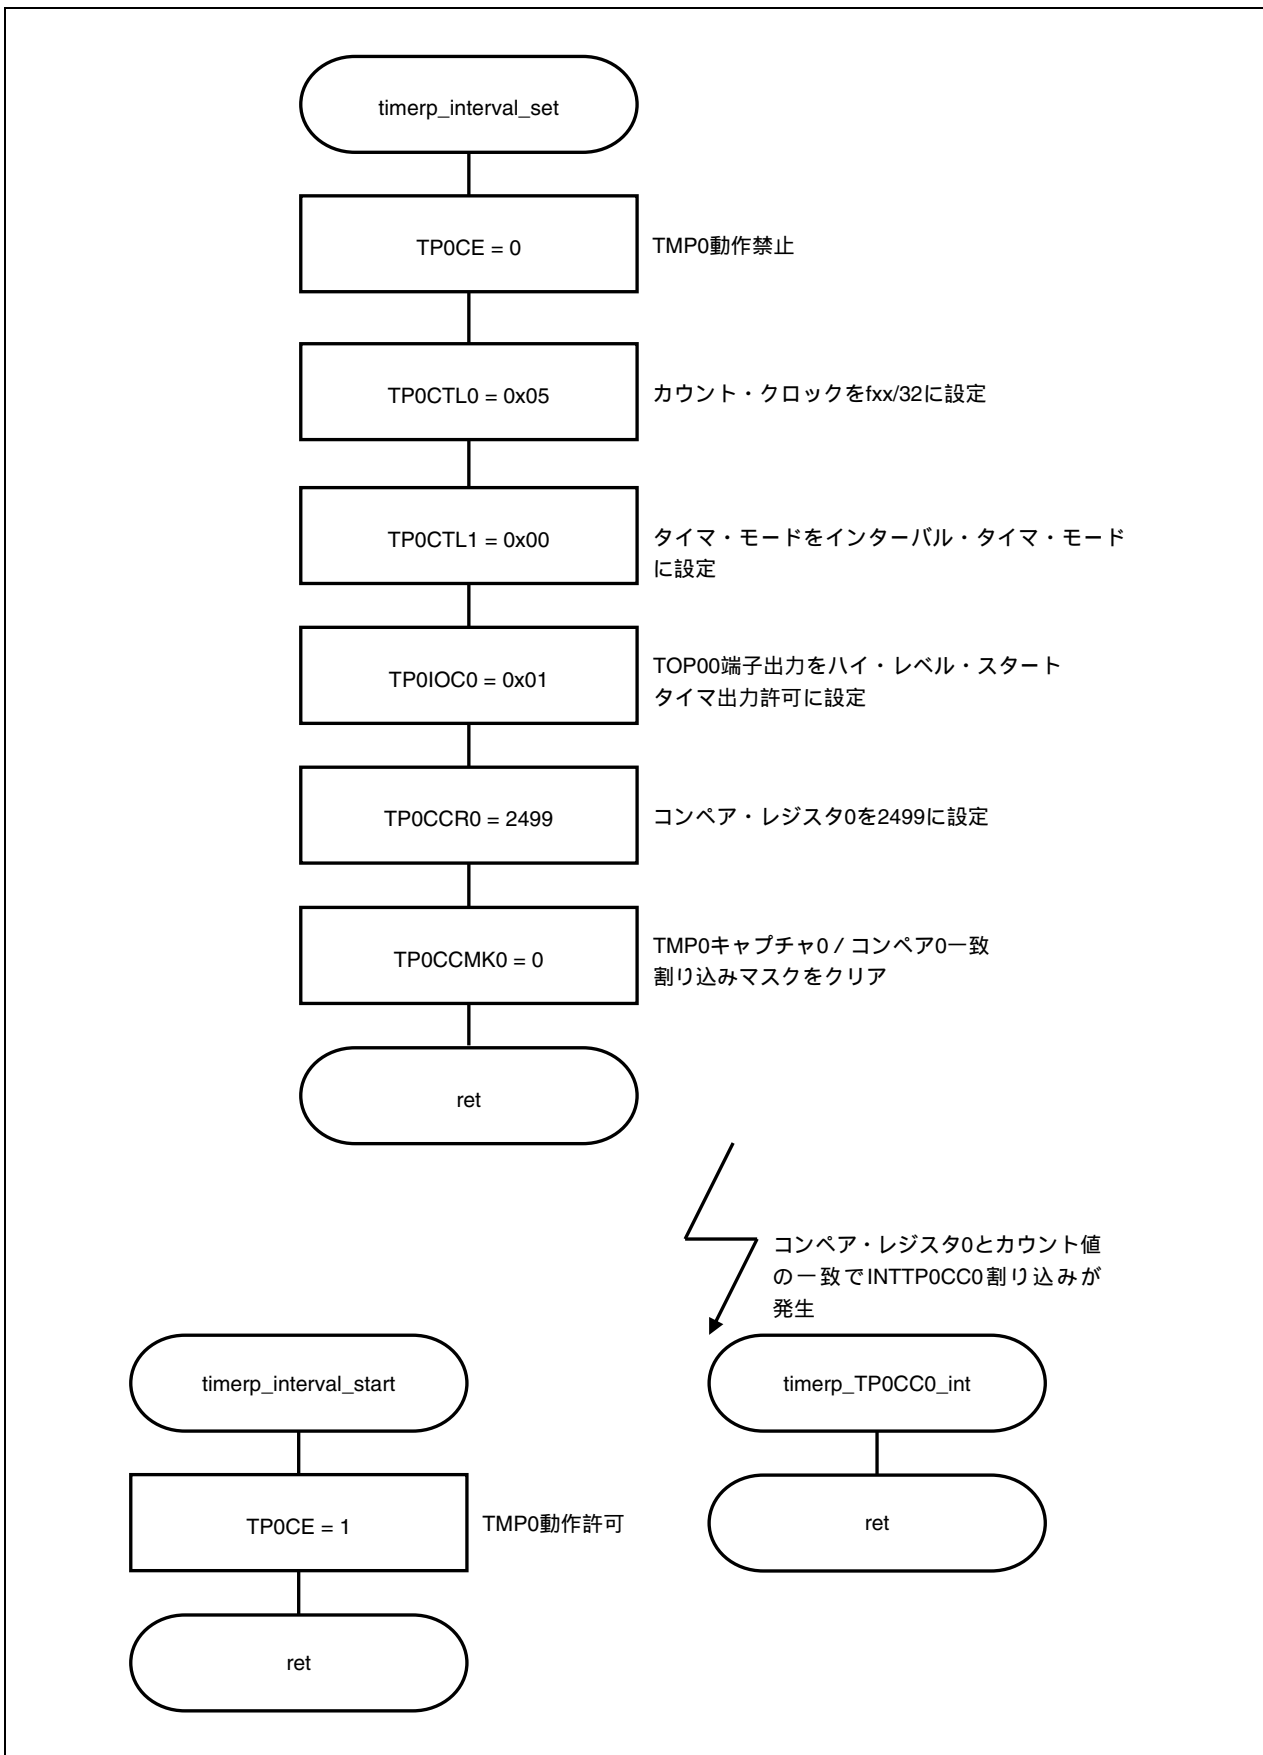 timerp_interval_set
TP0CE = 0
TMP0動作禁止
TP0CTL0 = 0x05
カウント・クロックをfxx/32に設定
TP0CTL1 = 0x00
タイマ・モードをインターバル・タイマ・モード
に設定
TP0IOC0 = 0x01
TOP00端子出力をハイ・レベル・スタート
タイマ出力許可に設定
TP0CCR0 = 2499
コンペア・レジスタ0を2499に設定
TP0CCMK0 = 0
TMP0キャプチャ0 / コンペア0一致
割り込みマスクをクリア
ret
コンペア・レジスタ0とカウント値
の一致でINTTP0CC0割り込みが
発生
timerp_interval_start
TP0CE = 1
TMP0動作許可
ret
timerp_TP0CC0_int
ret